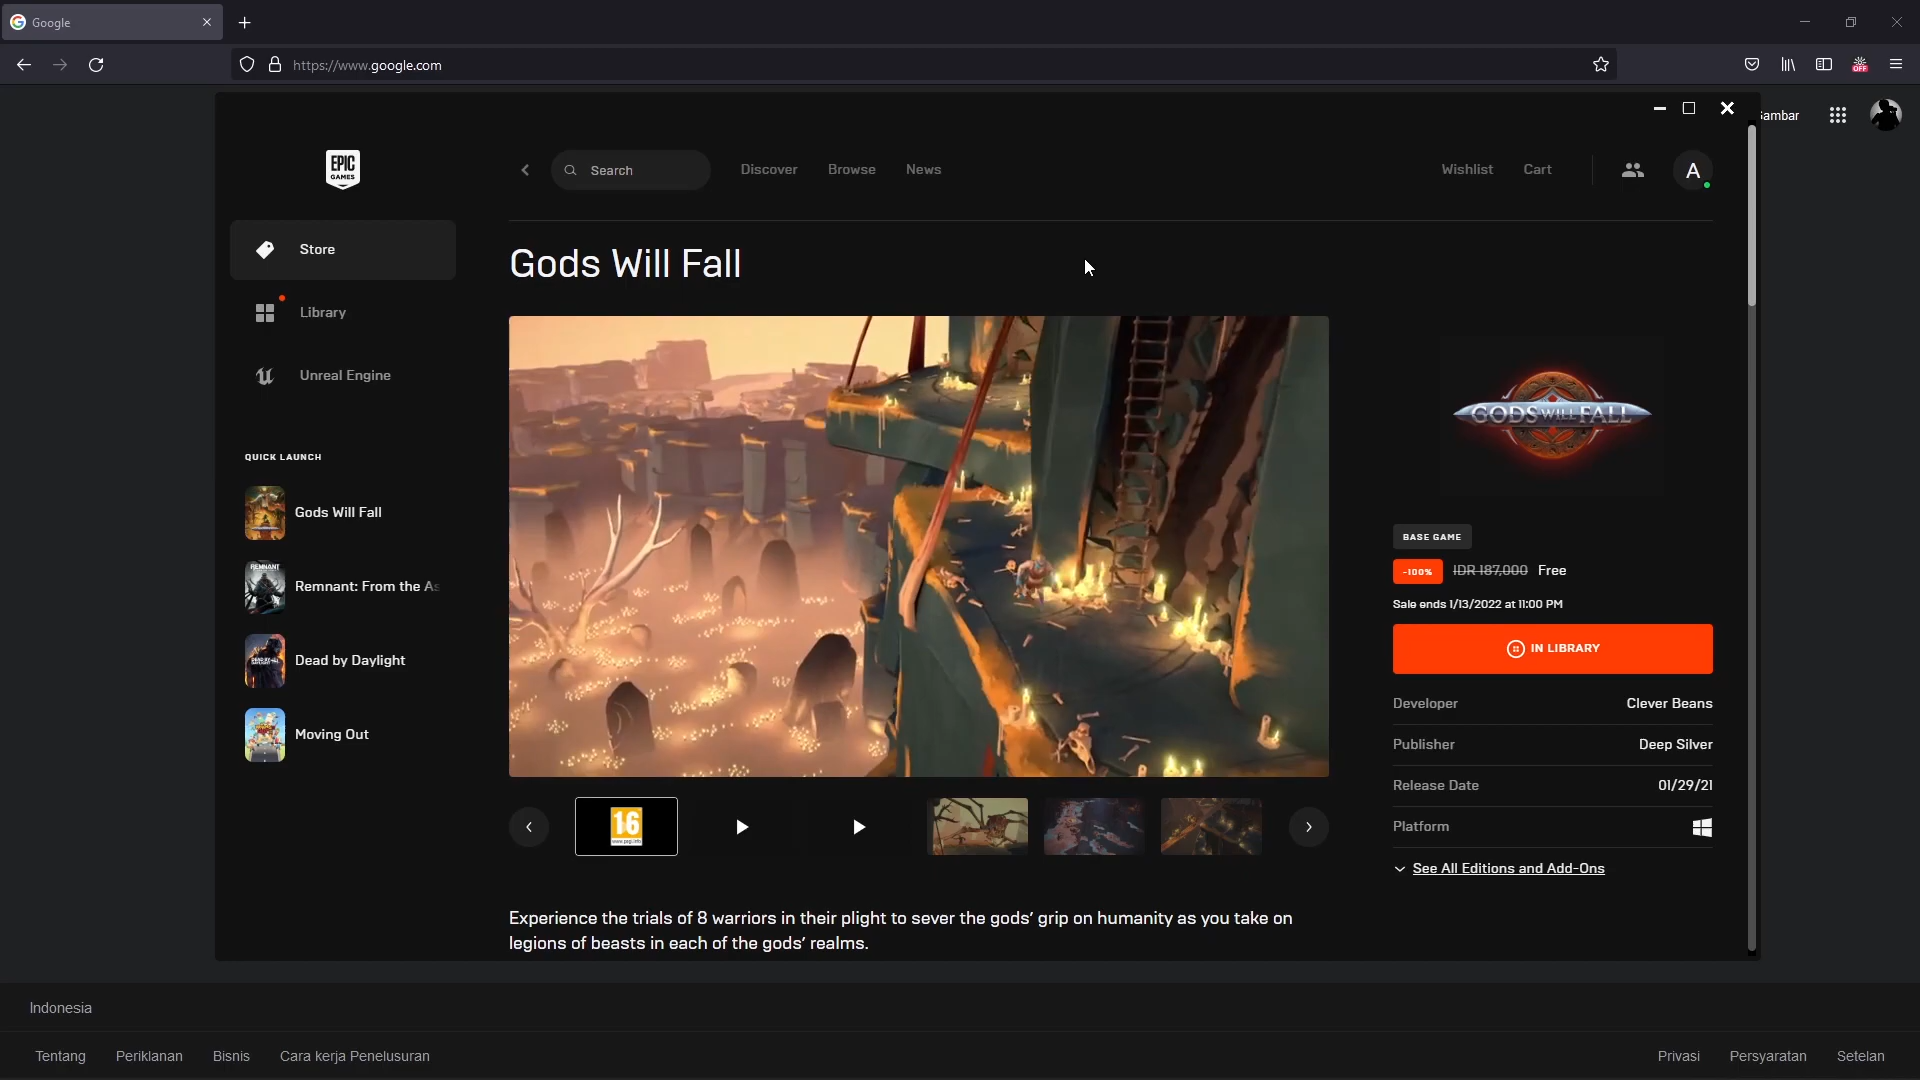 Google
https://www.google.com
Gambar
EPIC
GAMES
Search
Discover
Browse
News
Wishlist
Cart
A
Store
Library
Unreal Engine
QUICK LAUNCH
Gods Will Fall
Remnant: From the As
Dead by Daylight
Moving Out
Gods Will Fall
GODS WILL FALL
BASE GAME
-100% IDR 187,000 Free
Sale ends 1/13/2022 at 11:00 PM
IN LIBRARY
Developer Clever Beans
Publisher Deep Silver
Release Date 01/29/21
Platform
See All Editions and Add-Ons
16
www.pegi.info
Experience the trials of 8 warriors in their plight to sever the gods’ grip on humanity as you take on
legions of beasts in each of the gods’ realms.
Indonesia
Tentang Periklanan Bisnis Cara kerja Penelusuran
Privasi Persyaratan Setelan